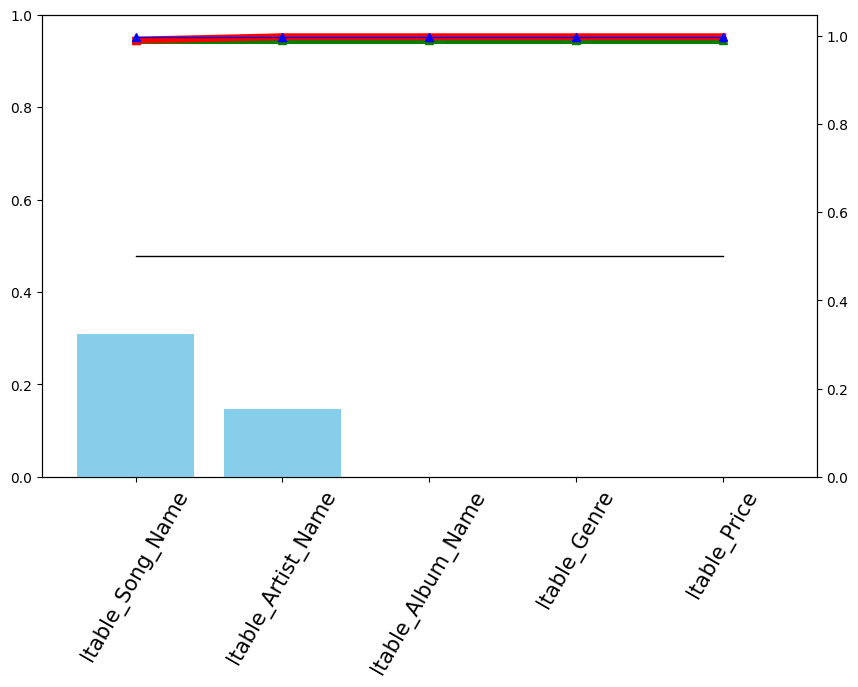 1.0
0.8
0.6
0.4
0.2
0.0
1.0
0.8
0.6
0.4
0.2
0.0
ltable_Song_Name
ltable_Artist_Name
ltable_Album_Name
ltable_Genre
ltable_Price